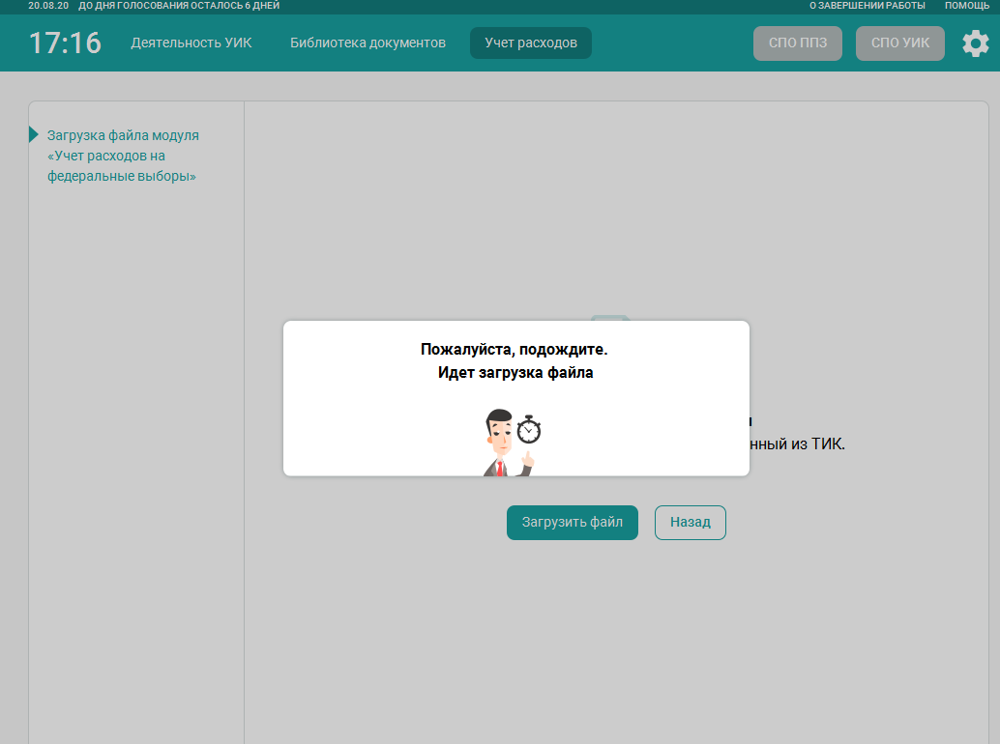 20.08.20 ДО ДНЯ ГОЛОСОВАНИЯ ОСТАЛОСЬ 6 ДНЕЙ О ЗАВЕРШЕНИИ РАБОТЫ ПОМОЩЬ
17:16 Деятельность УИК Библиотека документов Учет расходов СПО ППЗ СПО УИК
Загрузка файла модуля
«Учет расходов на
федеральные выборы»
Пожалуйста, подождите.
Идет загрузка файла
нный из ТИК.
Загрузить файл Назад